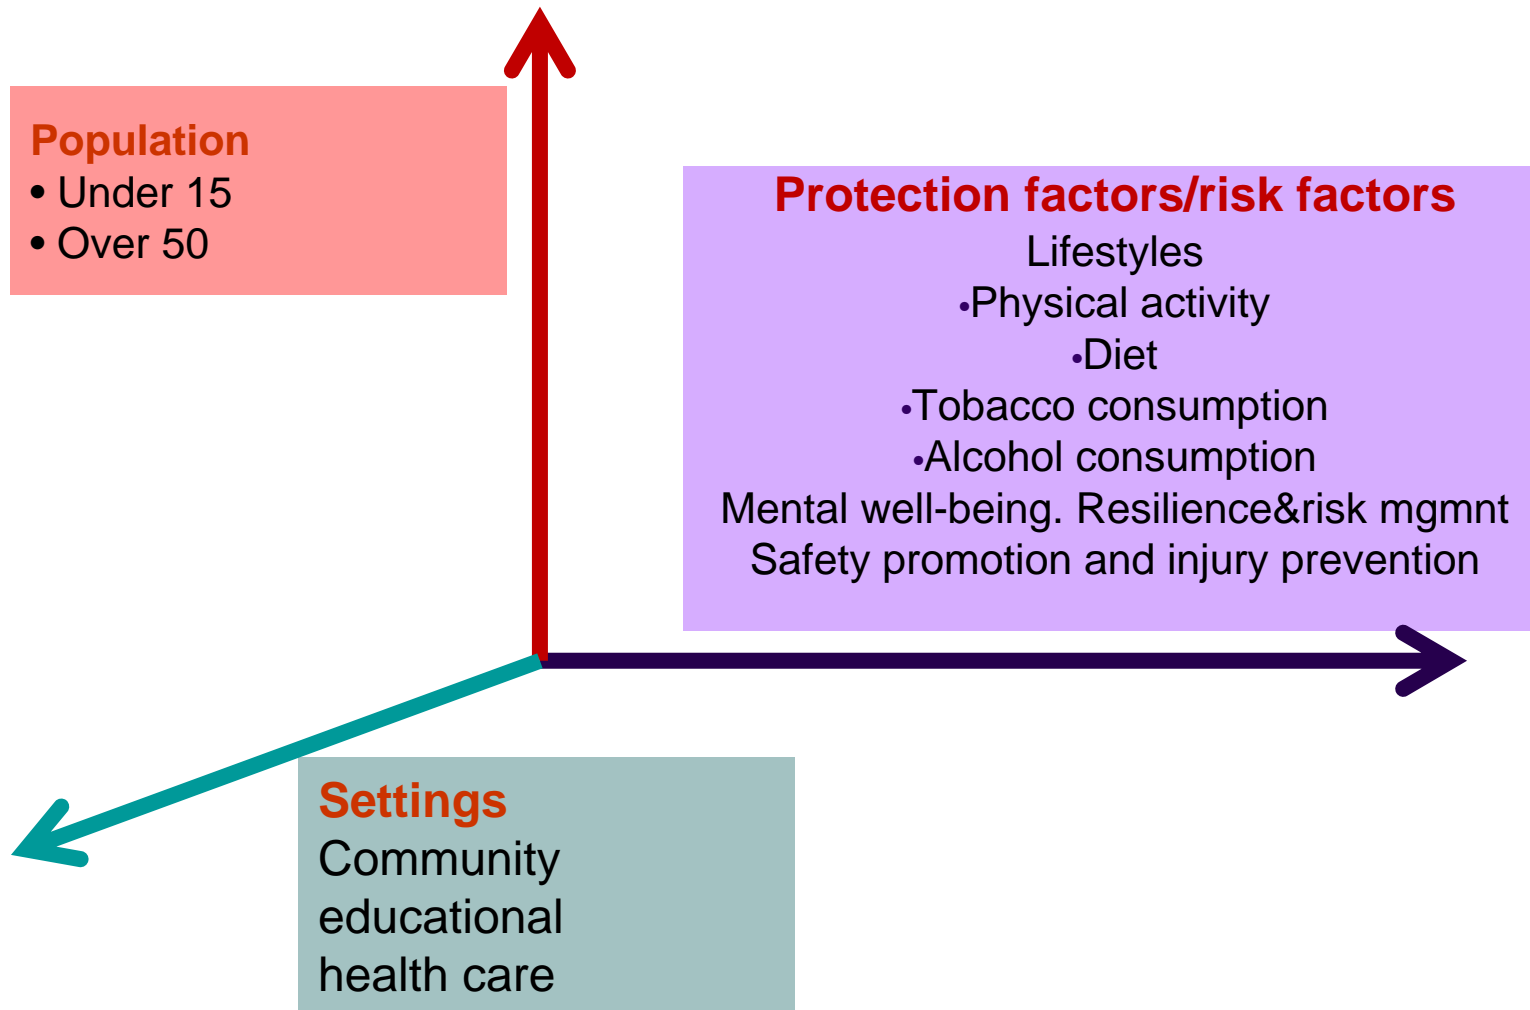 Population
• Under 15
• Over 50
Protection factors/risk factors
Lifestyles
•Physical activity
•Diet
•Tobacco consumption
•Alcohol consumption
Mental well-being. Resilience&risk mgmnt
Safety promotion and injury prevention
Settings
Community
educational
health care